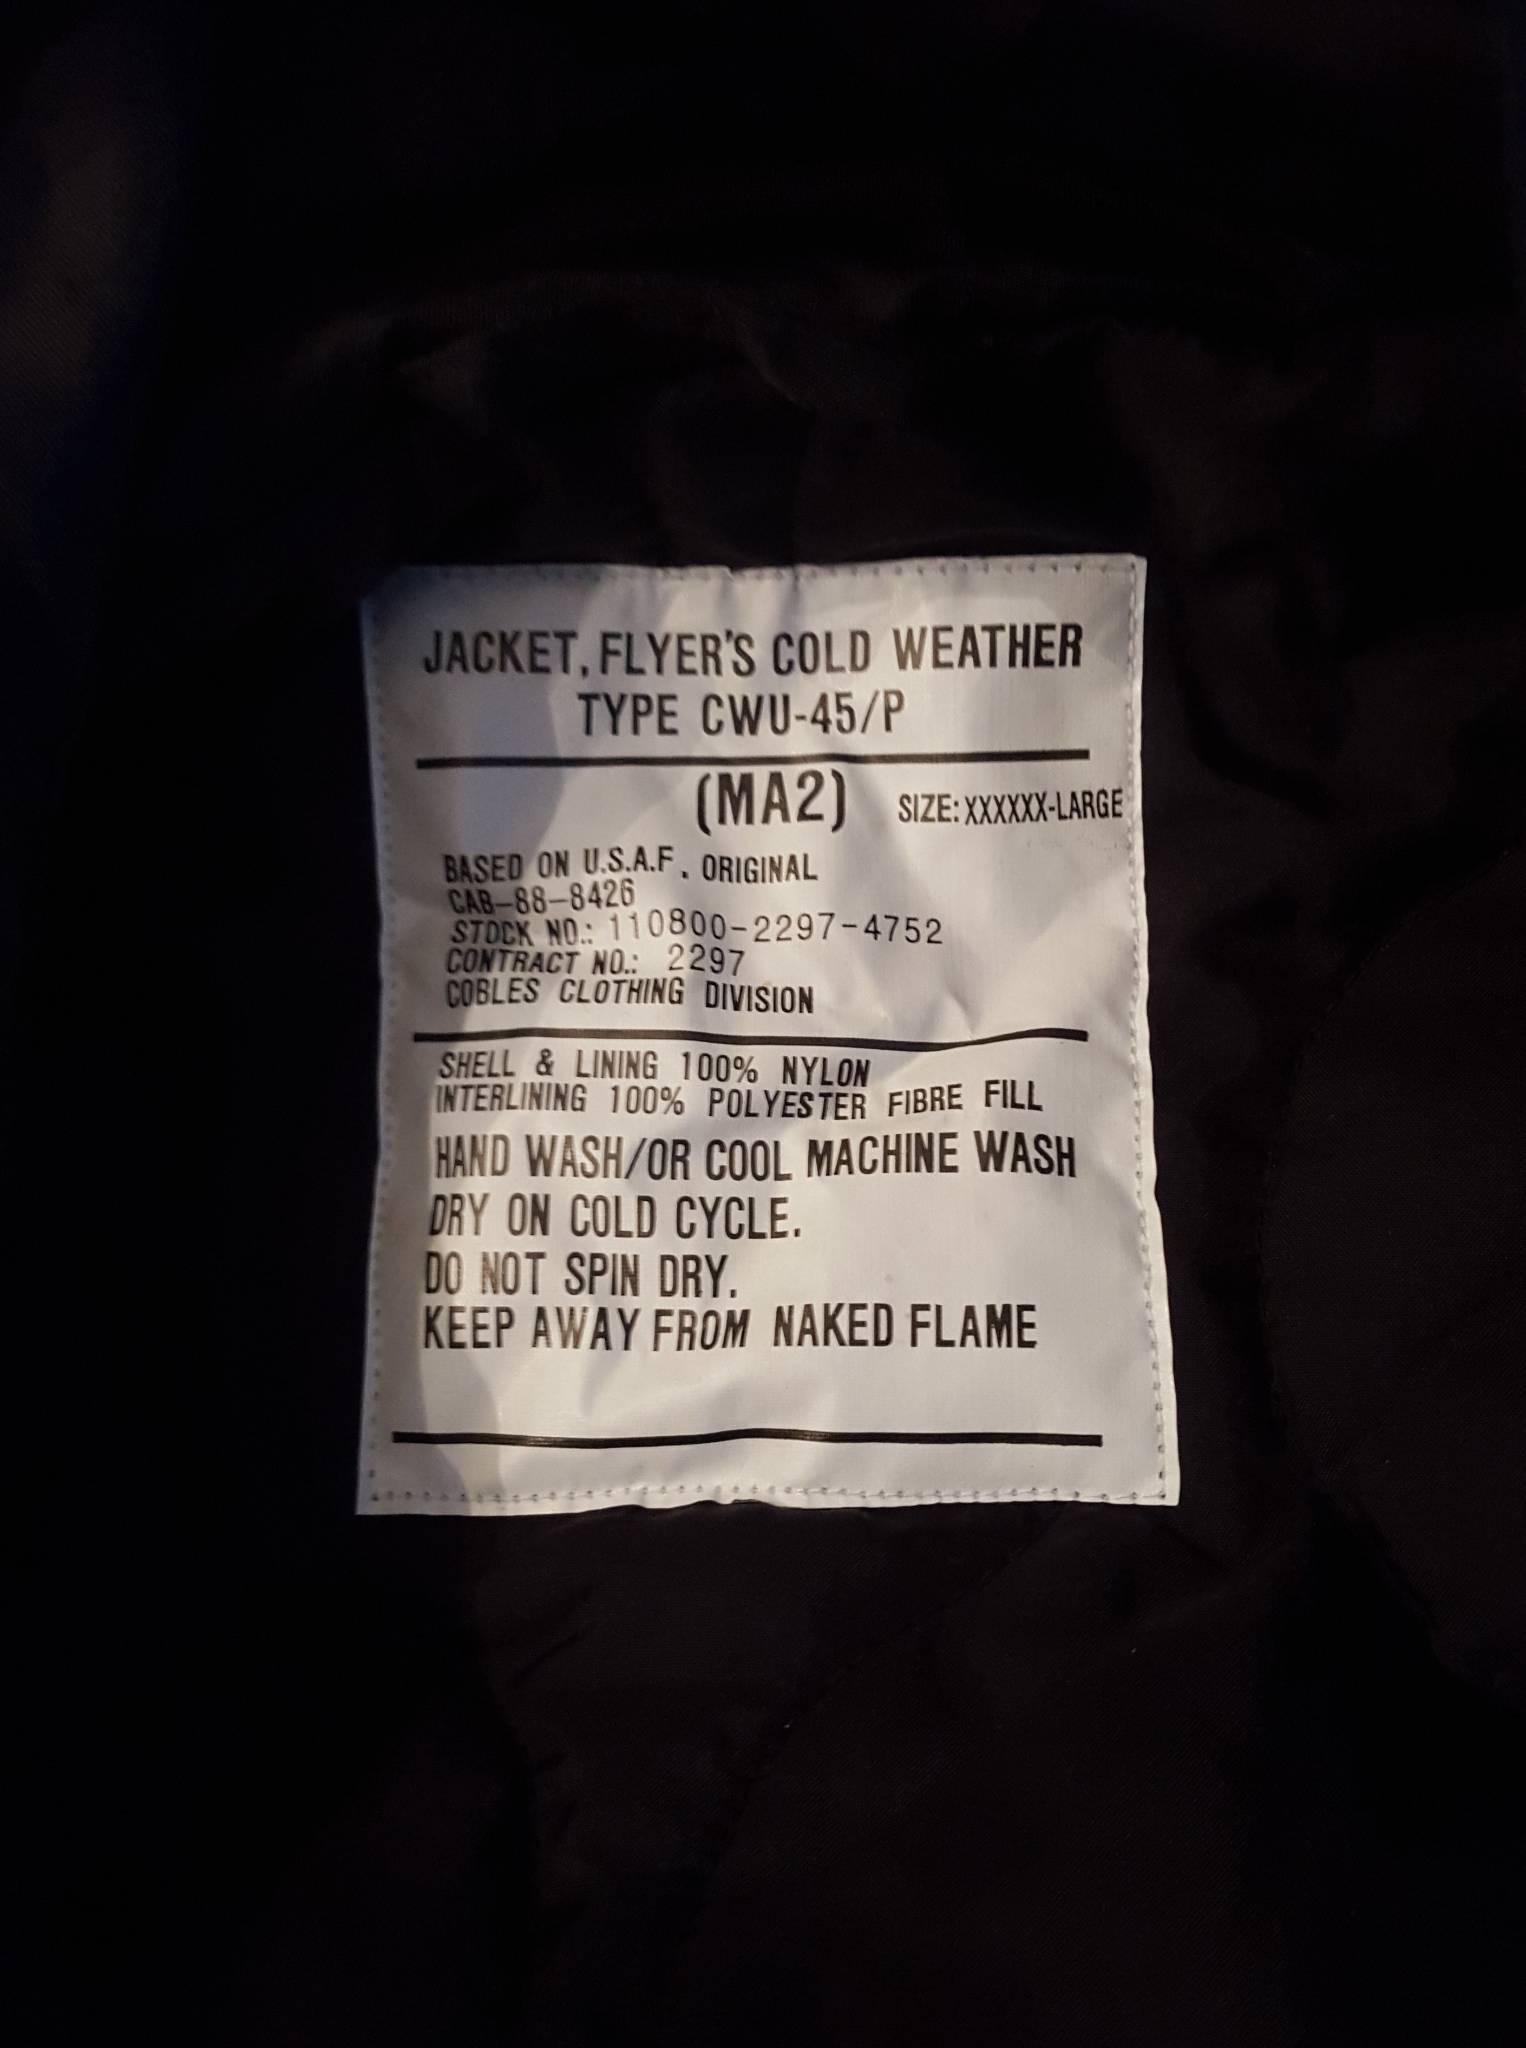 JACKET, FLYER'S COLD WEATHER
TYPE CWU-45/P
(MA2) SIZE: XXXXXX-LARGE
BASED ON U.S.A.F. ORIGINAL
CAB-88-8426
STOCK NO.: 110800-2297-4752
CONTRACT NO.: 2297
COBLES CLOTHING DIVISION
SHELL & LINING 100% NYLON
INTERLINING 100% POLYESTER FIBRE FILL
HAND WASH/OR COOL MACHINE WASH
DRY ON COLD CYCLE.
DO NOT SPIN DRY.
KEEP AWAY FROM NAKED FLAME